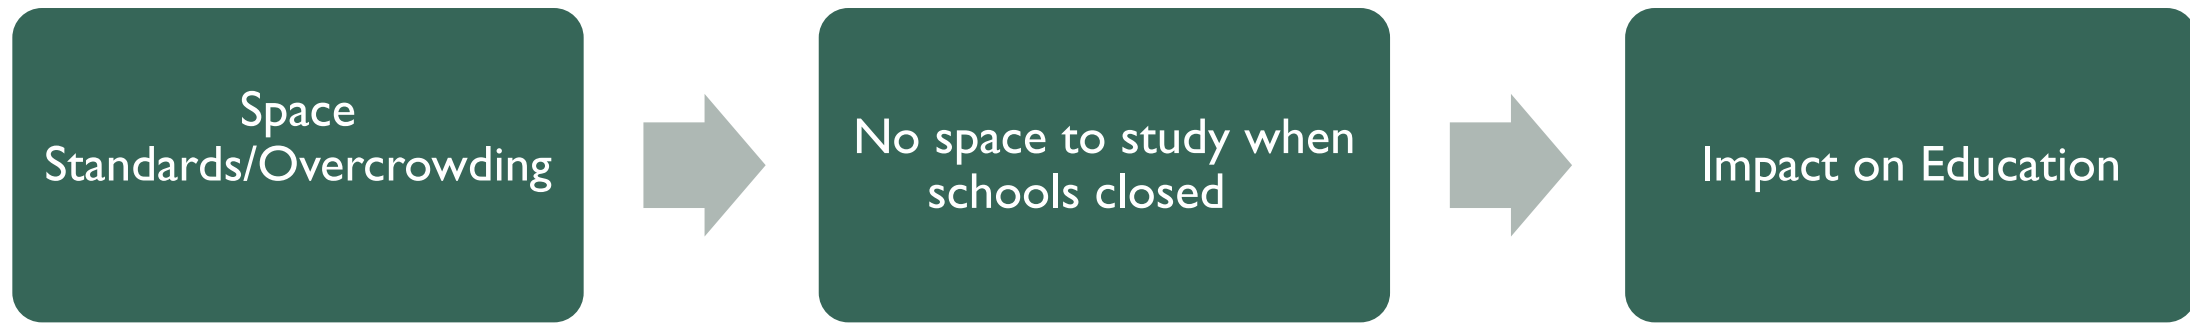 Space
Standards/Overcrowding
No space to study when
schools closed
Impact on Education